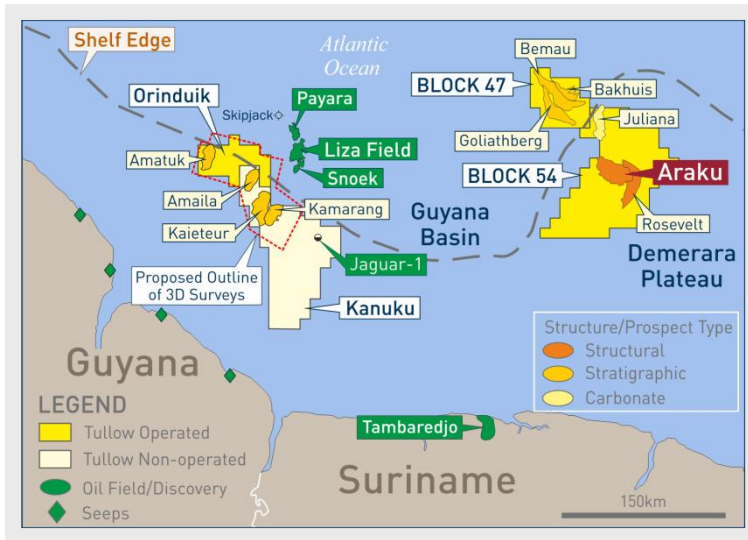 Shelf Edge
Atlantic
Ocean
Bemau
BLOCK 47
Bakhuis
Orinduik
Payara
Skipjack
Juliana
Goliathberg
Liza Field
Amatuk
Snoek
BLOCK 54
Araku
Amaila
Kamarang
Guyana
Basin
Rosevelt
Kaieteur
Demerara
Plateau
Jaguar-1
Proposed Outline
of 3D Surveys
Kanuku
Structure/Prospect Type
Structural
Stratigraphic
Carbonate
Guyana
LEGEND
Tullow Operated
Tullow Non-operated
Oil Field/Discovery
Seeps
Tambaredjo
Suriname
150km